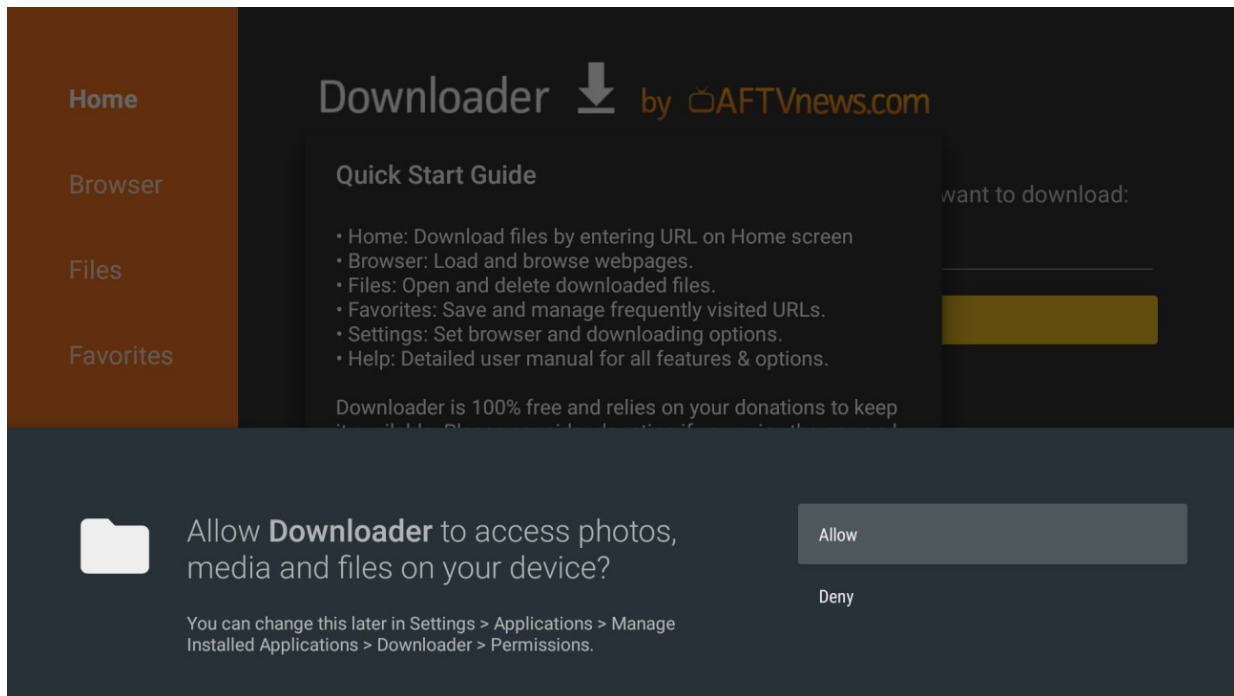 Home
Downloader by AFTVnews.com
Quick Start Guide
Browser
want to download:
• Home: Download files by entering URL on Home screen
• Browser: Load and browse webpages.
Files
• Files: Open and delete downloaded files.
• Favorites: Save and manage frequently visited URLs.
• Settings: Set browser and downloading options.
Favorites
• Help: Detailed user manual for all features & options.
Downloader is 100% free and relies on your donations to keep
Allow Downloader to access photos,
media and files on your device?
You can change this later in Settings > Applications > Manage
Installed Applications > Downloader > Permissions.
Allow
Deny